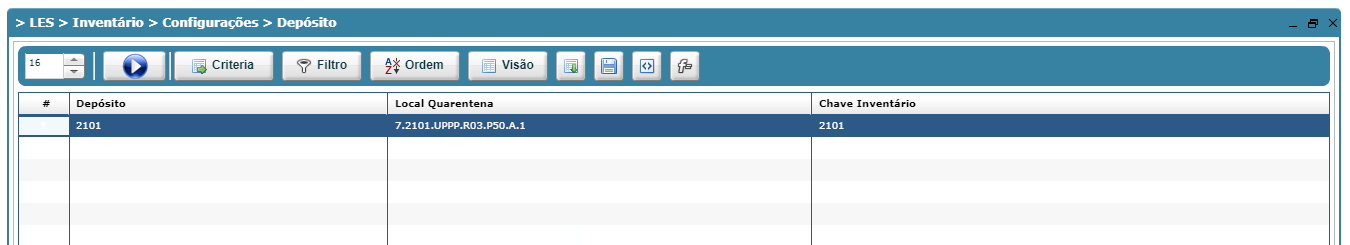 > LES > Inventário > Configurações > Depósito
16 Criteria Filtro Ordem Visão
# Depósito Local Quarentena Chave Inventário
2101 7.2101.UPPP.R03.P50.A.1 2101